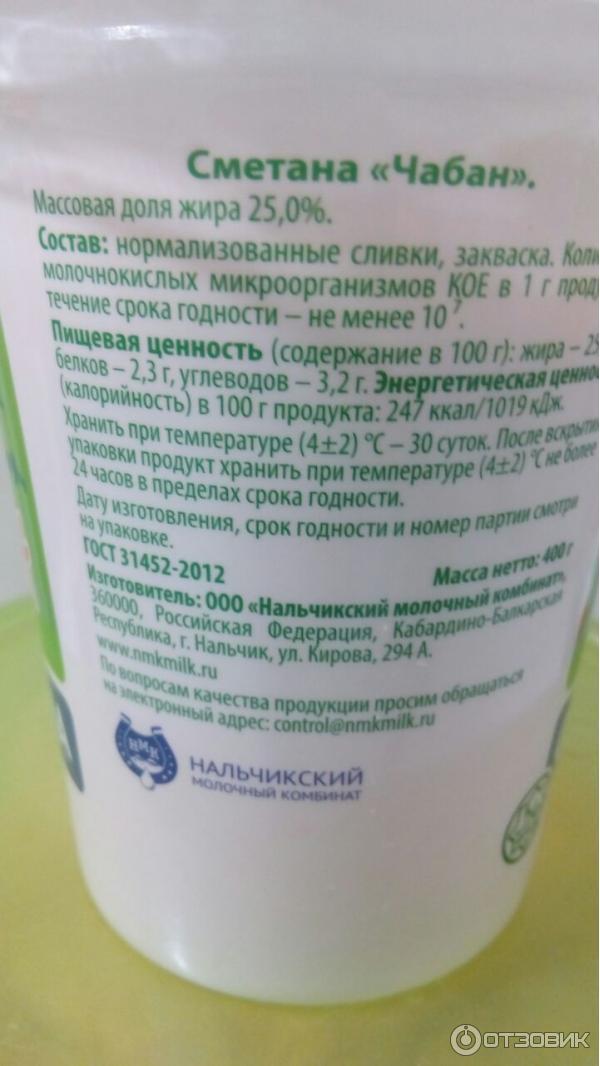 Сметана «Чабан».
Массовая доля жира 25,0%.
Состав: нормализованные сливки, закваска. Коли
молочнокислых микроорганизмов КОЕ в 1 г проду
течение срока годности – не менее 10⁷.
Пищевая ценность (содержание в 100 г): жира – 25
белков – 2,3 г, углеводов – 3,2 г. Энергетическая ценнос
(калорийность) в 100 г продукта: 247 ккал/1019 кДж.
Хранить при температуре (4±2) °С – 30 суток. После вскрыти
упаковки продукт хранить при температуре (4±2) °С не более
24 часов в пределах срока годности.
Дату изготовления, срок годности и номер партии смотри
на упаковке.
ГОСТ 31452-2012 Масса нетто: 400 г
Изготовитель: ООО «Нальчикский молочный комбинат»,
360000, Российская Федерация, Кабардино-Балкарская
Республика, г. Нальчик, ул. Кирова, 294 А.
www.nmkmilk.ru
По вопросам качества продукции просим обращаться
на электронный адрес: control@nmkmilk.ru
НМК
НАЛЬЧИКСКИЙ
МОЛОЧНЫЙ КОМБИНАТ
ОТЗОВИК